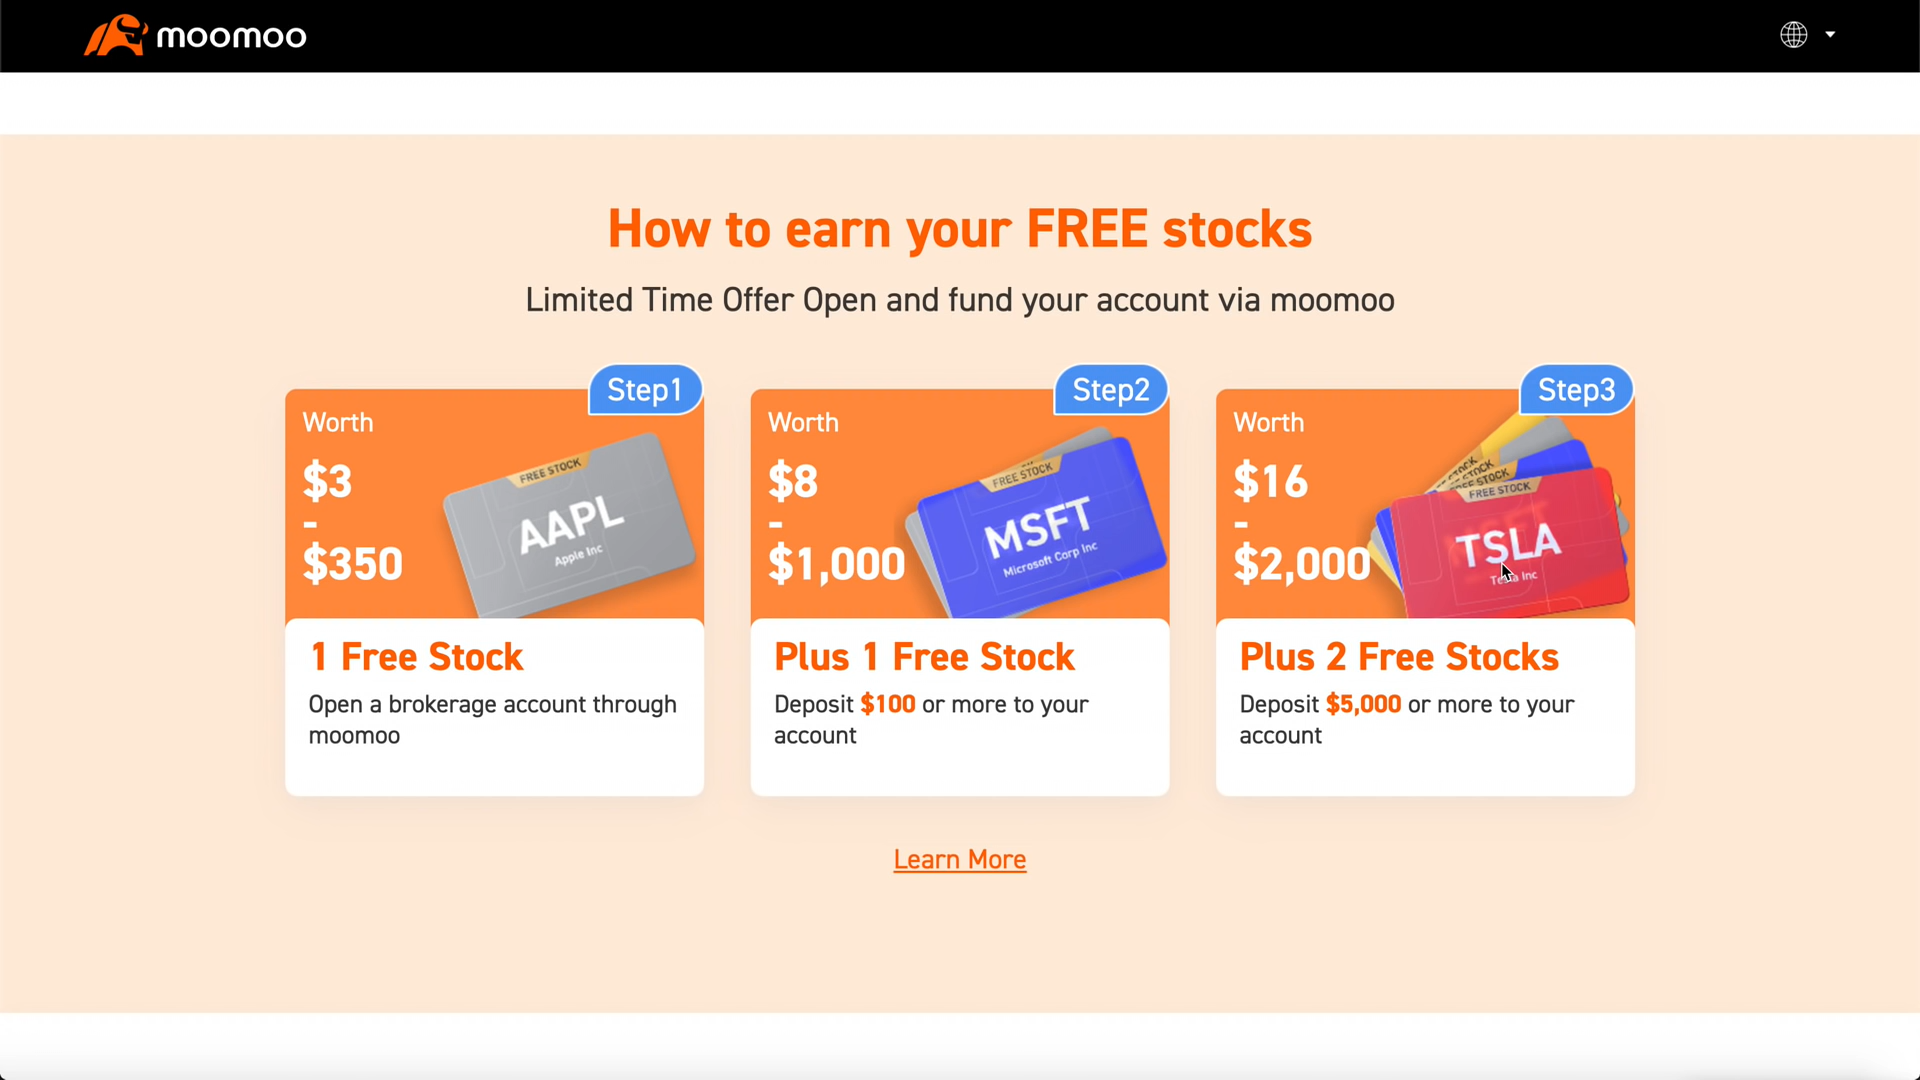 moomoo
How to earn your FREE stocks
Limited Time Offer Open and fund your account via moomoo
Step1
Worth
$3
-
$350
FREE STOCK
AAPL
Apple Inc
1 Free Stock
Open a brokerage account through
moomoo
Step2
Worth
$8
-
$1,000
FREE STOCK
MSFT
Microsoft Corp Inc
Plus 1 Free Stock
Deposit $100 or more to your
account
Step3
Worth
$16
-
$2,000
FREE STOCK
TSLA
Plus 2 Free Stocks
Deposit $5,000 or more to your
account
Learn More